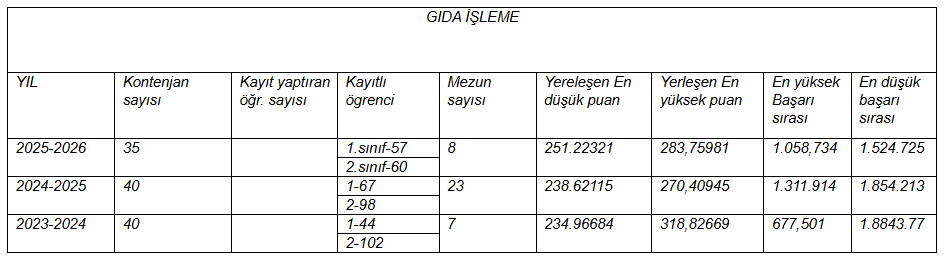 GIDA İŞLEME
YIL Kontenjan sayısı Kayıt yaptıran öğr. sayısı Kayıtlı ögrenci Mezun sayısı Yereleşen En düşük puan Yerleşen En yüksek puan En yüksek Başarı sırası En düşük başarı sırası
2025-2026 35 1.sınıf-57 8 251.22321 283,75981 1.058,734 1.524.725
2.sınıf-60
2024-2025 40 1-67 23 238.62115 270,40945 1.311.914 1.854.213
2-98
2023-2024 40 1-44 7 234.96684 318,82669 677,501 1.8843.77
2-102